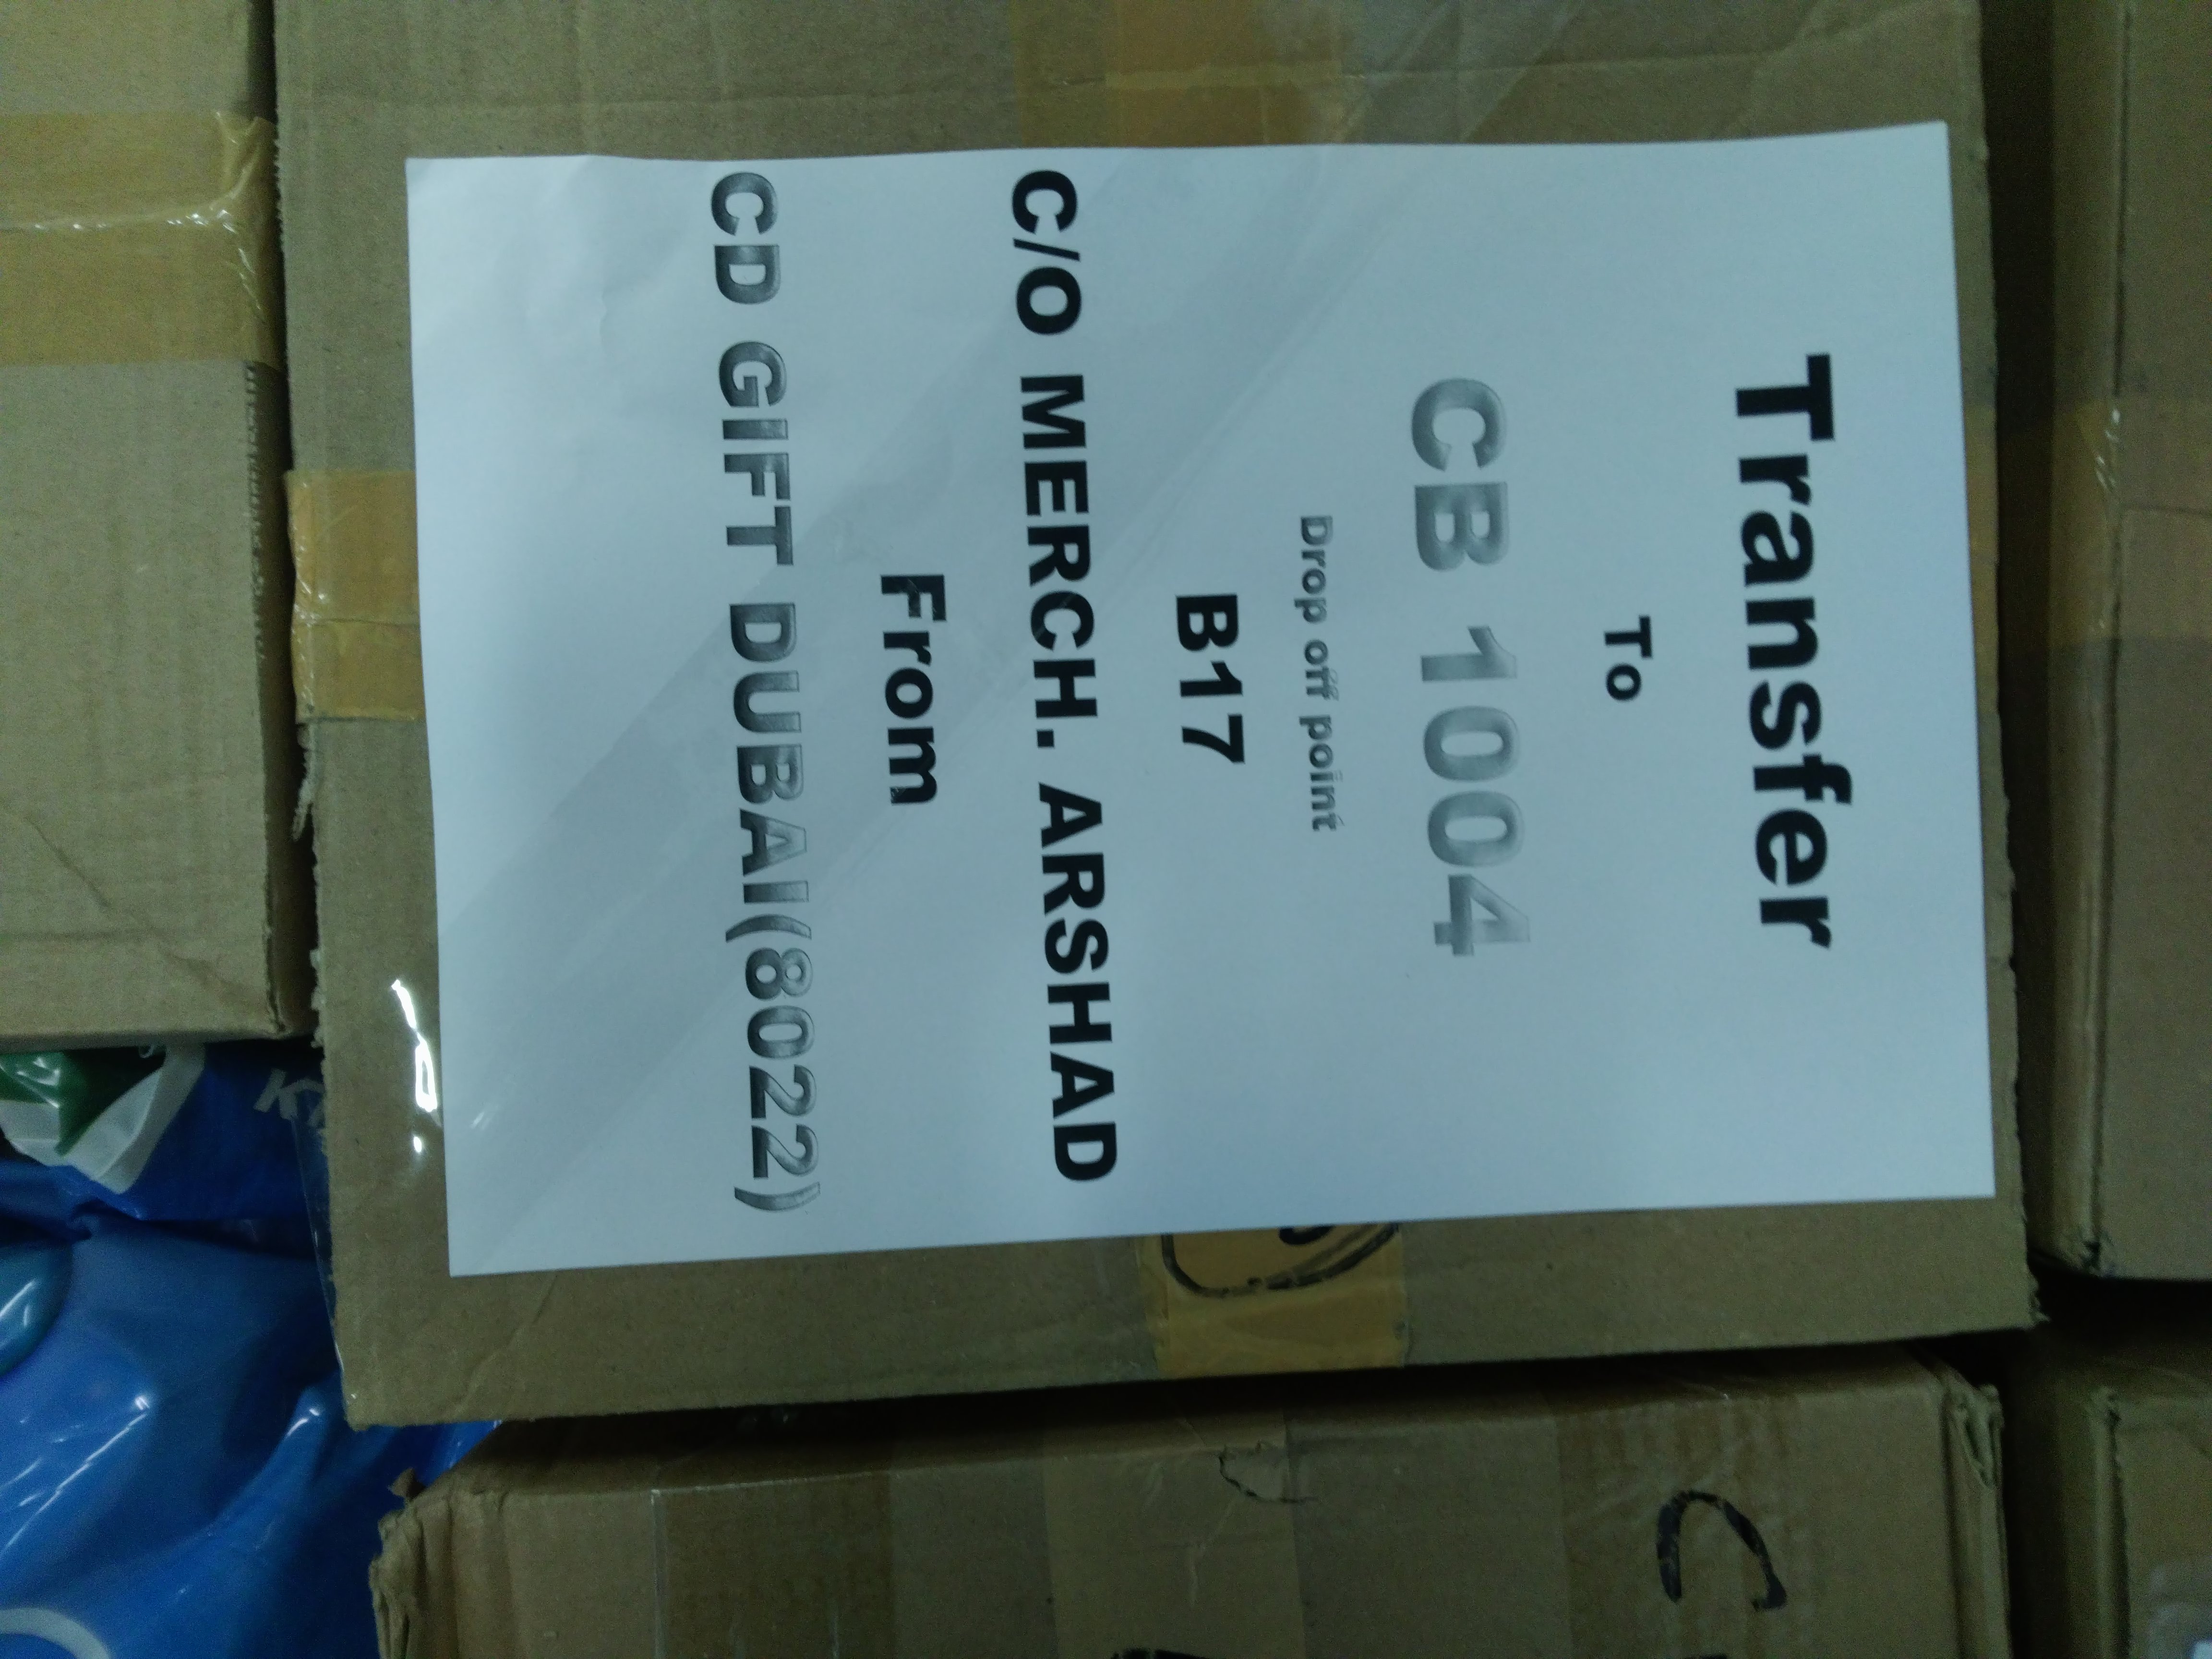 Transfer
To
CB 1004
Drop off point
B17
C/O MERCH. ARSHAD
From
CD GIFT DUBAI(8022)
C